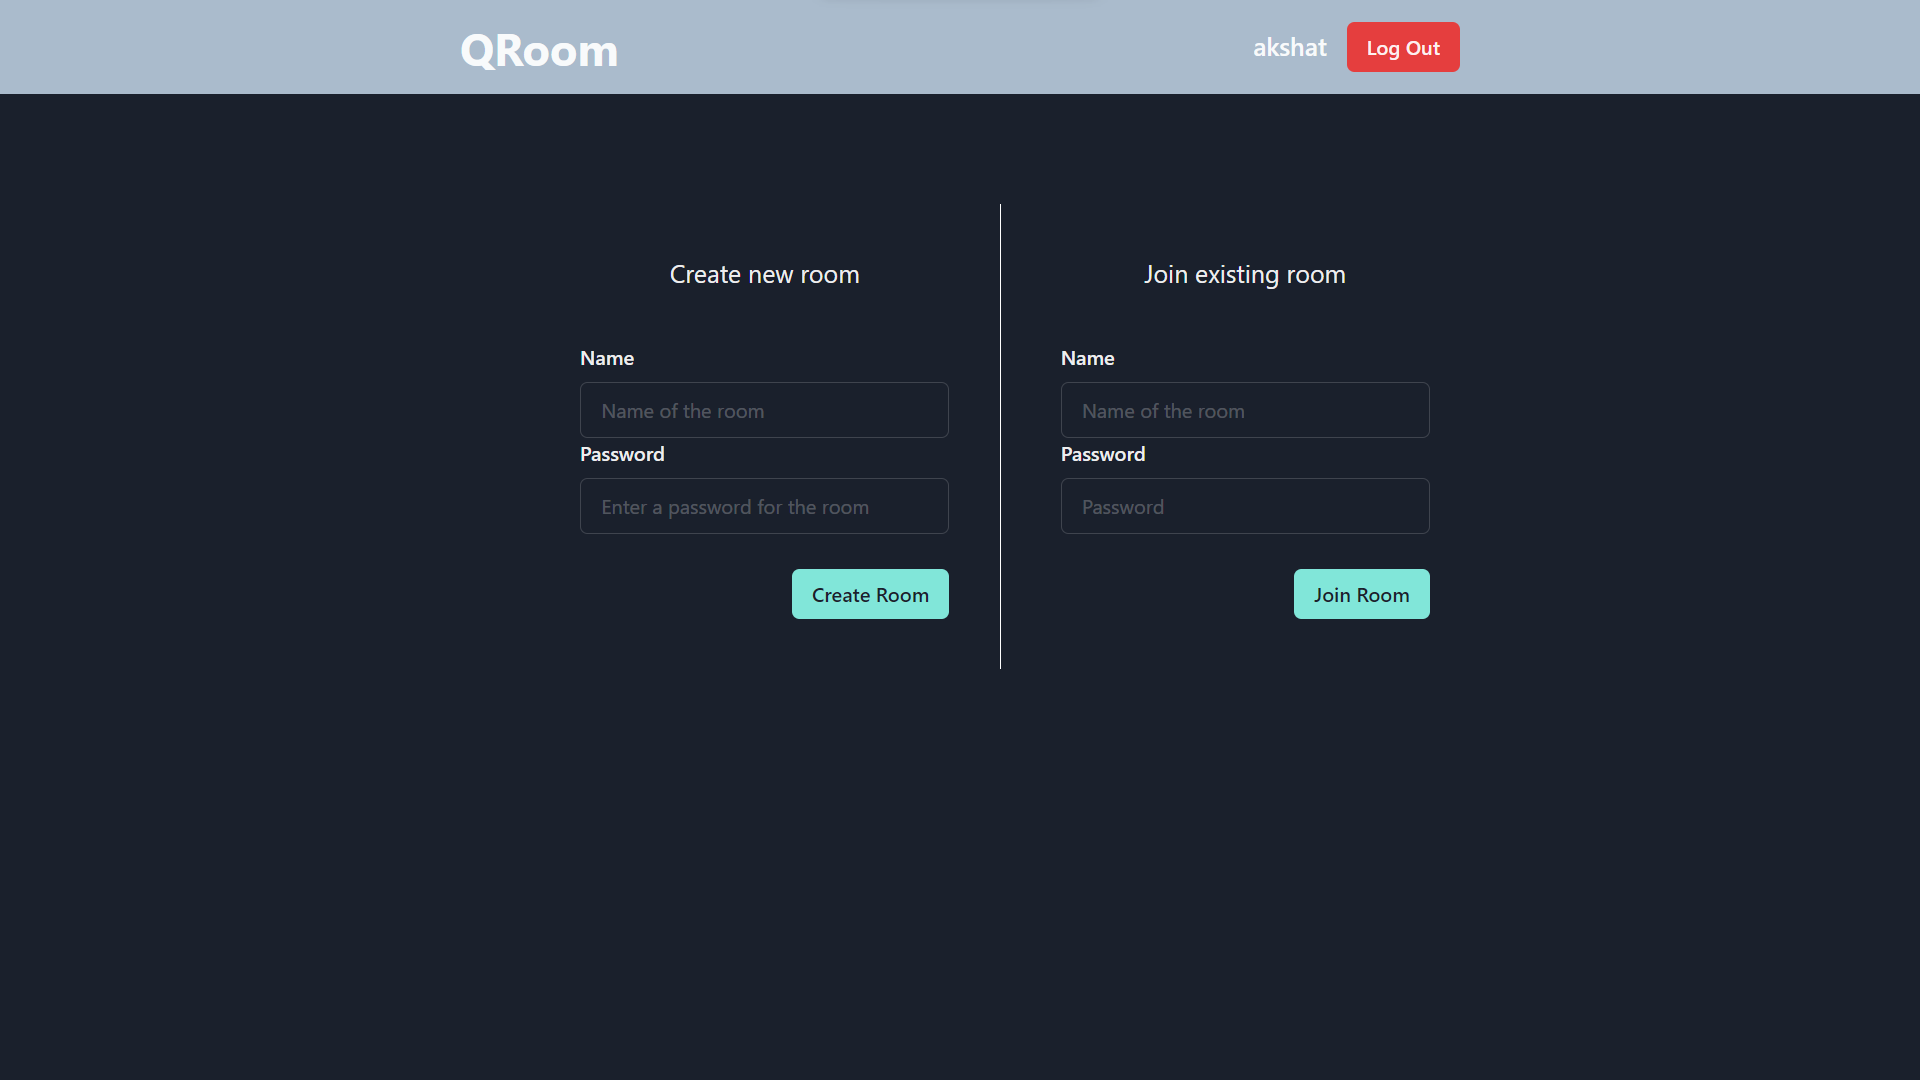 QRoom
akshat
Log Out
Create new room
Name
Name of the room
Password
Enter a password for the room
Create Room
Join existing room
Name
Name of the room
Password
Password
Join Room